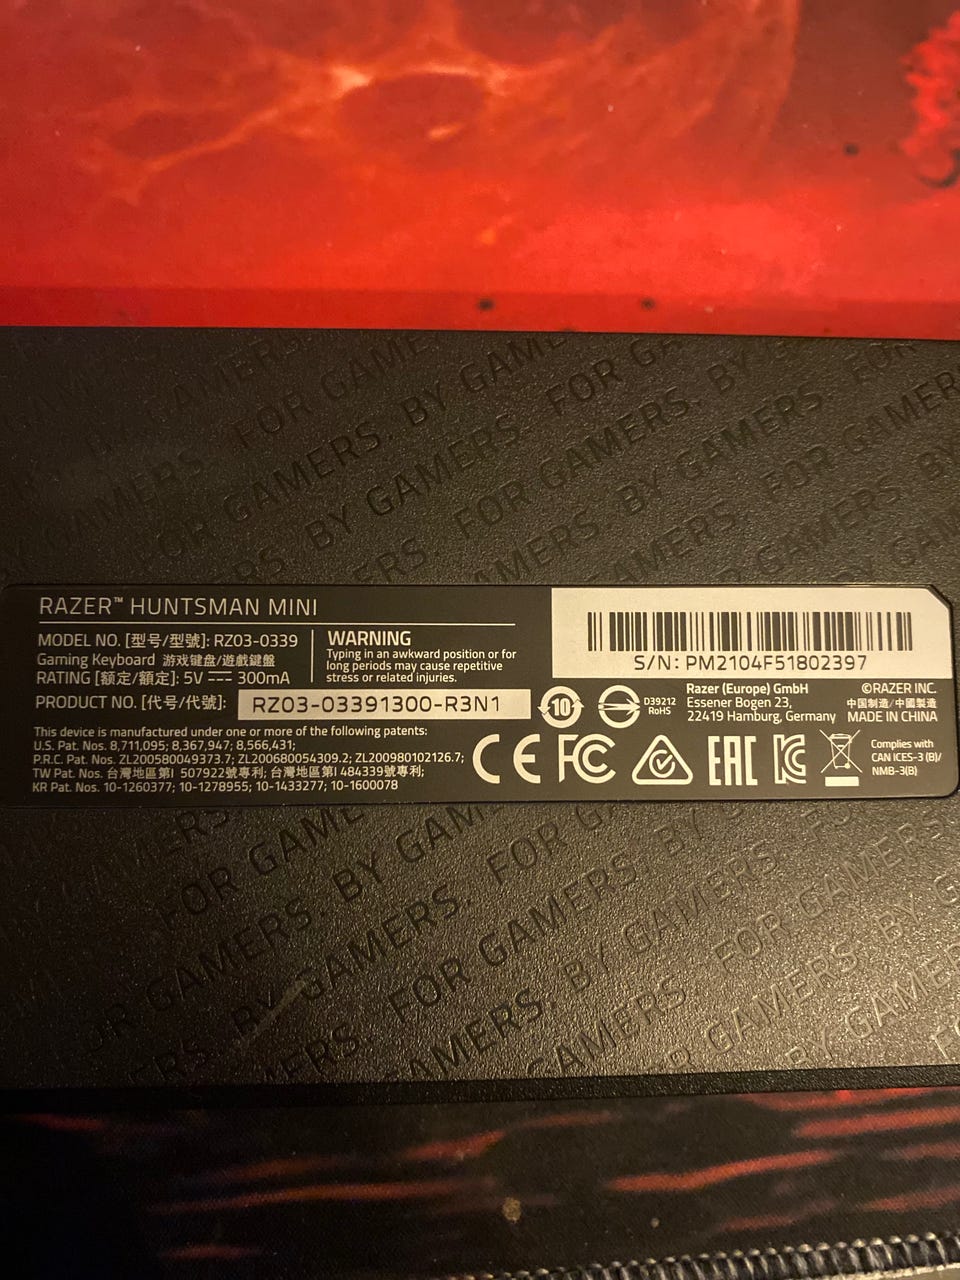 FOR GAMERS. BY GAMERS.
RAZER™ HUNTSMAN MINI
MODEL NO. [型号/型號]: RZ03-0339
Gaming Keyboard 游戏键盘/遊戲鍵盤
RATING [额定/額定]: 5V ⎓ 300mA
WARNING
Typing in an awkward position or for
long periods may cause repetitive
stress or related injuries.
PRODUCT NO. [代号/代號]: RZ03-03391300-R3N1
This device is manufactured under one or more of the following patents:
U.S. Pat. Nos. 8,711,095; 8,367,947; 8,566,431;
P.R.C. Pat. Nos. ZL200580049373.7; ZL200680054309.2; ZL200980102126.7;
TW Pat. Nos. 台灣地區第I 507922號專利; 台灣地區第I 484339號專利;
KR Pat. Nos. 10-1260377; 10-1278955; 10-1433277; 10-1600078
S/N: PM2104F51802397
10
D39212
RoHS
Razer (Europe) GmbH
Essener Bogen 23,
22419 Hamburg, Germany
©RAZER INC.
中国制造/中國製造
MADE IN CHINA
CE FC EAC
Complies with
CAN ICES-3 (B)/
NMB-3(B)
FOR GAMERS. BY GAMERS.